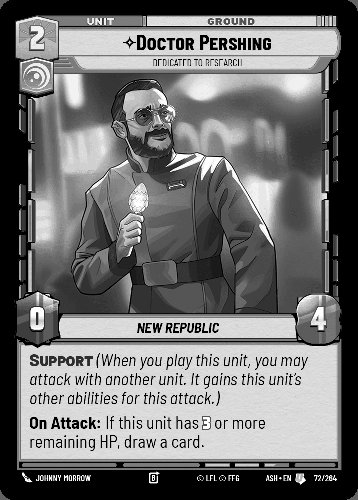 UNIT GROUND
2
DOCTOR PERSHING
DEDICATED TO RESEARCH
0 NEW REPUBLIC 4
SUPPORT (When you play this unit, you may
attack with another unit. It gains this unit's
other abilities for this attack.)
On Attack: If this unit has 3 or more
remaining HP, draw a card.
JOHNNY MORROW © LFL © FFG ASH • EN 72/264